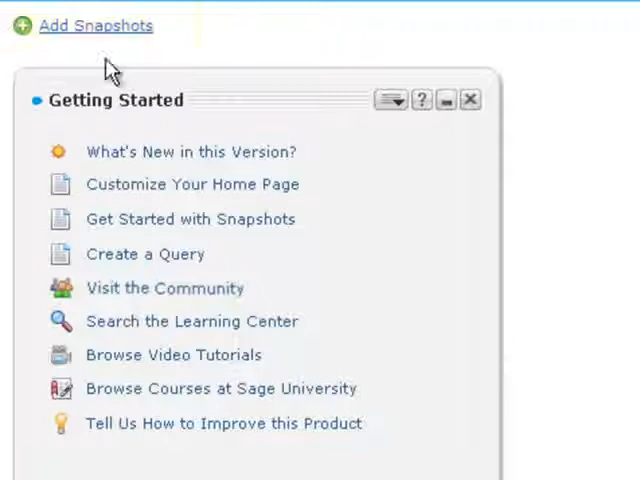 Add Snapshots
Getting Started
What's New in this Version?
Customize Your Home Page
Get Started with Snapshots
Create a Query
Visit the Community
Search the Learning Center
Browse Video Tutorials
Browse Courses at Sage University
Tell Us How to Improve this Product